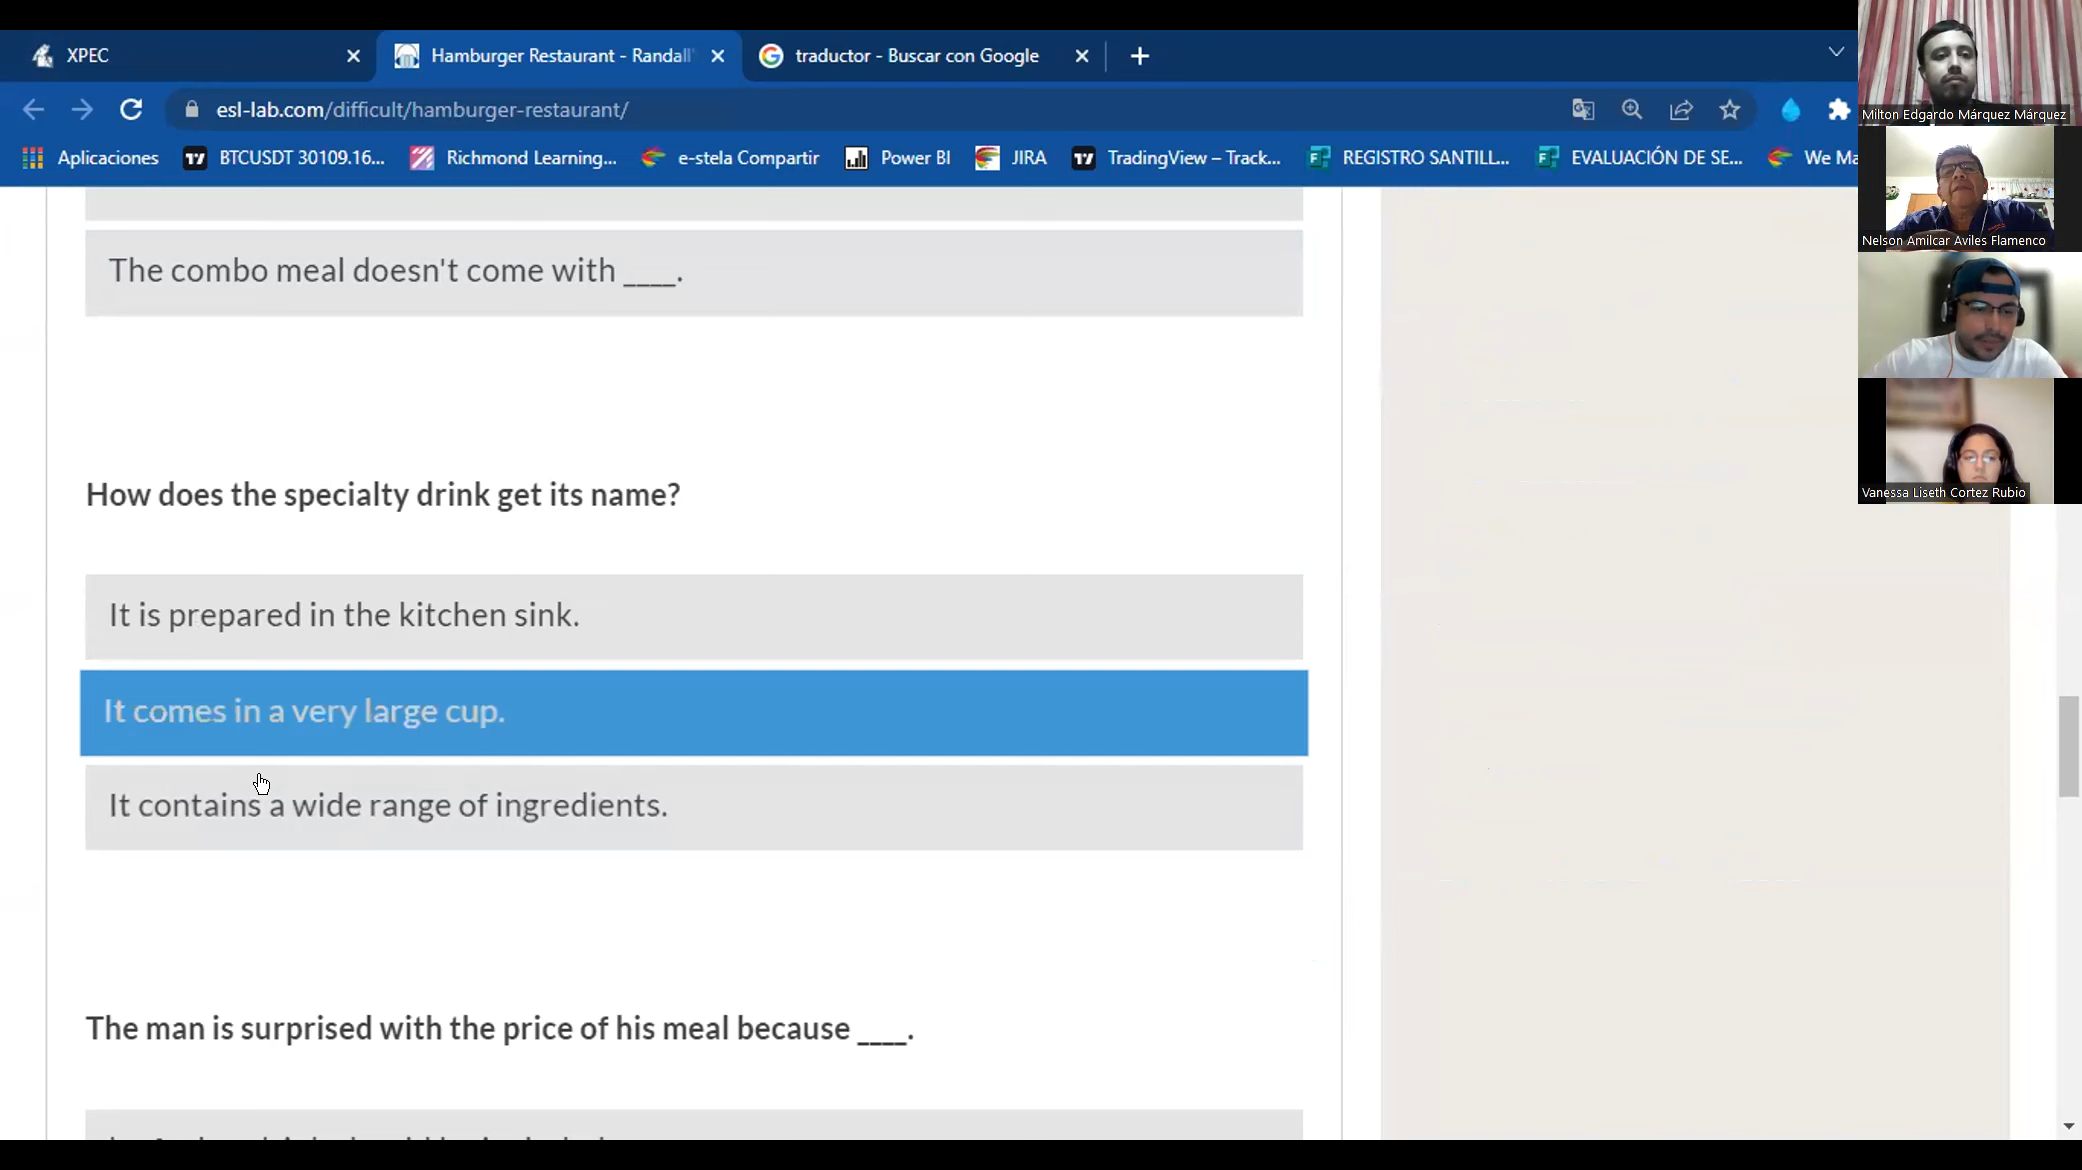 XPEC
Hamburger Restaurant - Randall'
traductor - Buscar con Google
esl-lab.com/difficult/hamburger-restaurant/
Aplicaciones
BTCUSDT 30109.16...
Richmond Learning...
e-stela Compartir
Power BI
JIRA
TradingView – Track...
REGISTRO SANTILL...
EVALUACIÓN DE SE...
We Ma
Milton Edgardo Márquez Márquez
Nelson Amilcar Aviles Flamenco
Vanessa Liseth Cortez Rubio
The combo meal doesn't come with ____.
How does the specialty drink get its name?
It is prepared in the kitchen sink.
It comes in a very large cup.
It contains a wide range of ingredients.
The man is surprised with the price of his meal because ____.